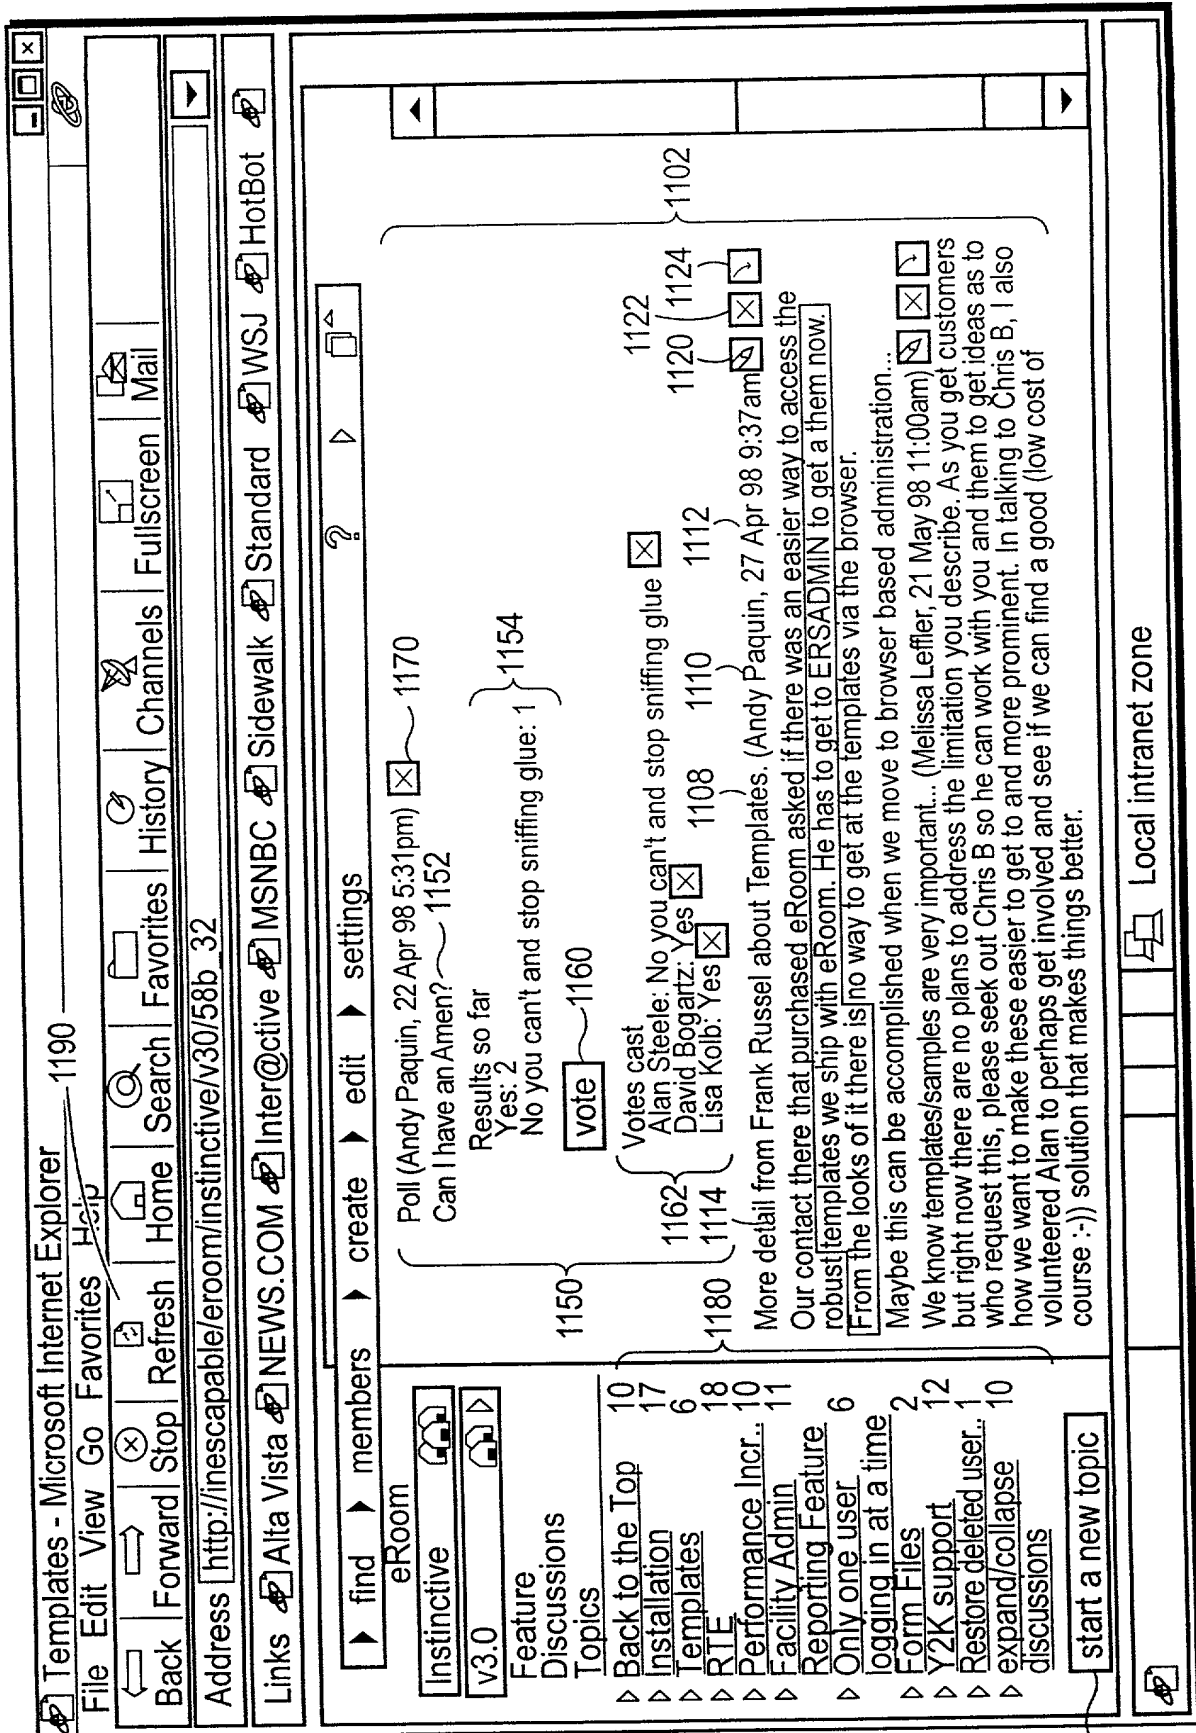 Templates - Microsoft Internet Explorer
1190
File Edit View Go Favorites Help
Back Forward Stop Refresh Home Search Favorites History Channels Fullscreen Mail
Address http://inescapable/eroom/instinctive/v30/58b_32
Links Alta Vista NEWS.COM Inter@ctive MSNBC Sidewalk Standard WSJ HotBot
find members create edit settings ?
eRoom
Instinctive
v3.0
Feature
Discussions
Topics
Back to the Top 10
Installation 17
Templates 6
RTE 18
Performance Incr.. 10
Facility Admin 11
Reporting Feature
Only one user 6
logging in at a time
Form Files 2
Y2K support 12
Restore deleted user.. 1
expand/collapse 10
discussions
start a new topic
1180
Poll (Andy Paquin, 22 Apr 98 5:31pm) 1170
Can I have an Amen? 1152
Results so far
Yes: 2
No you can't and stop sniffing glue: 1 1154
1150
vote 1160
Votes cast
Alan Steele: No you can't and stop sniffing glue
David Bogartz: Yes
Lisa Kolb: Yes
1162
1114
1108 1110 1112 1120 1122 1124
1102
More detail from Frank Russel about Templates. (Andy Paquin, 27 Apr 98 9:37am
Our contact there that purchased eRoom asked if there was an easier way to access the
robust templates we ship with eRoom. He has to get to ERSADMIN to get a them now.
From the looks of it there is no way to get at the templates via the browser.
Maybe this can be accomplished when we move to browser based administration...
We know templates/samples are very important... (Melissa Leffler, 21 May 98 11:00am)
but right now there are no plans to address the limitation you describe. As you get customers
who request this, please seek out Chris B so he can work with you and them to get ideas as to
how we want to make these easier to get to and more prominent. In talking to Chris B, I also
volunteered Alan to perhaps get involved and see if we can find a good (low cost of
course :-)) solution that makes things better.
Local intranet zone